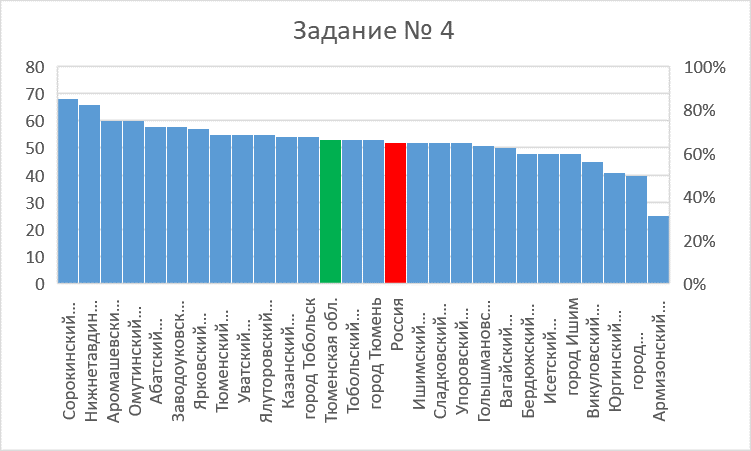 Задание № 4
80
70
60
50
40
30
20
10
0
100%
80%
60%
40%
20%
0%
Сорокинский…
Нижнетавдин…
Аромашевски…
Омутинский…
Абатский…
Заводоуковск…
Ярковский…
Тюменский…
Уватский…
Ялуторовский…
Казанский…
город Тобольск
Тюменская обл.
Тобольский…
город Тюмень
Россия
Ишимский…
Сладковский…
Упоровский…
Голышмановс…
Вагайский…
Бердюжский…
Исетский…
город Ишим
Викуловский…
Юргинский…
город…
Армизонский…